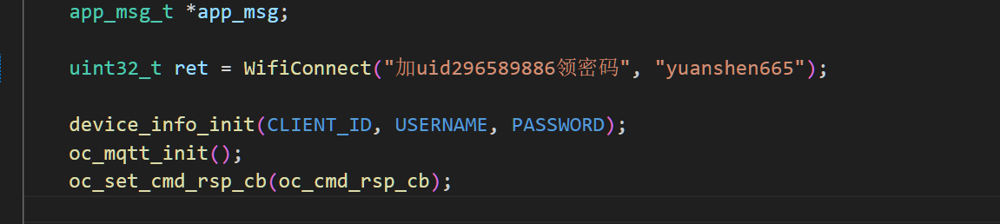 app_msg_t *app_msg;
uint32_t ret = WifiConnect("加uid296589886领密码", "yuanshen665");
device_info_init(CLIENT_ID, USERNAME, PASSWORD);
oc_mqtt_init();
oc_set_cmd_rsp_cb(oc_cmd_rsp_cb);